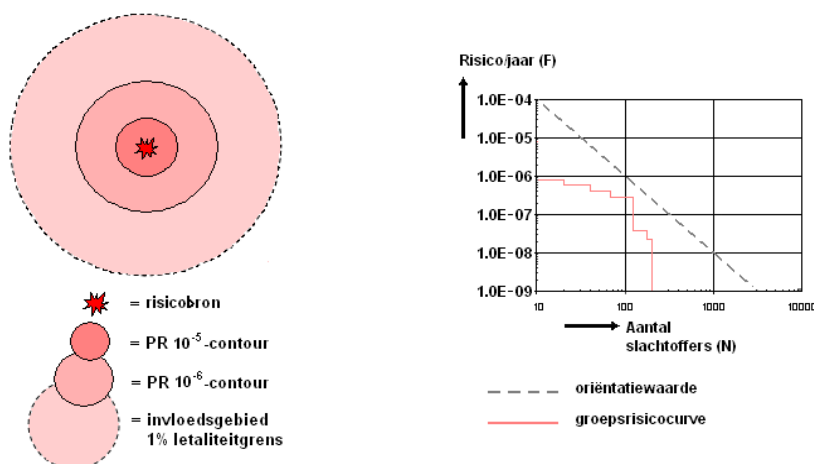 = risicobron
= PR 10-5-contour
= PR 10-6-contour
= invloedsgebied
1% letaliteitgrens
Risico/jaar (F)
1.0E-04
1.0E-05
1.0E-06
1.0E-07
1.0E-08
1.0E-09
10
100
1000
10000
Aantal
slachtoffers (N)
oriëntatiewaarde
groepsrisicocurve